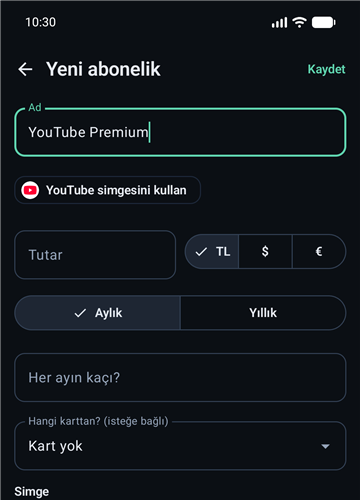 10:30
Yeni abonelik
Kaydet
Ad
YouTube Premium
YouTube simgesini kullan
Tutar
TL
$
€
Aylık
Yıllık
Her ayın kaçı?
Hangi karttan? (isteğe bağlı)
Kart yok
Simge